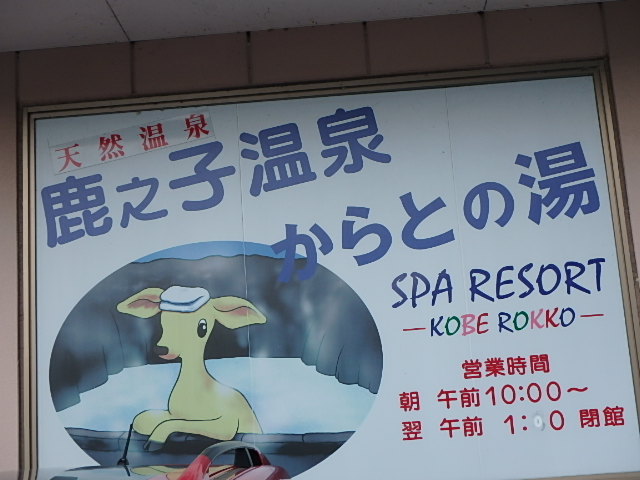 天然温泉
鹿之子温泉
からとの湯
SPA RESORT
—KOBE ROKKO—
営業時間
朝 午前10:00～
翌 午前 1:00 閉館